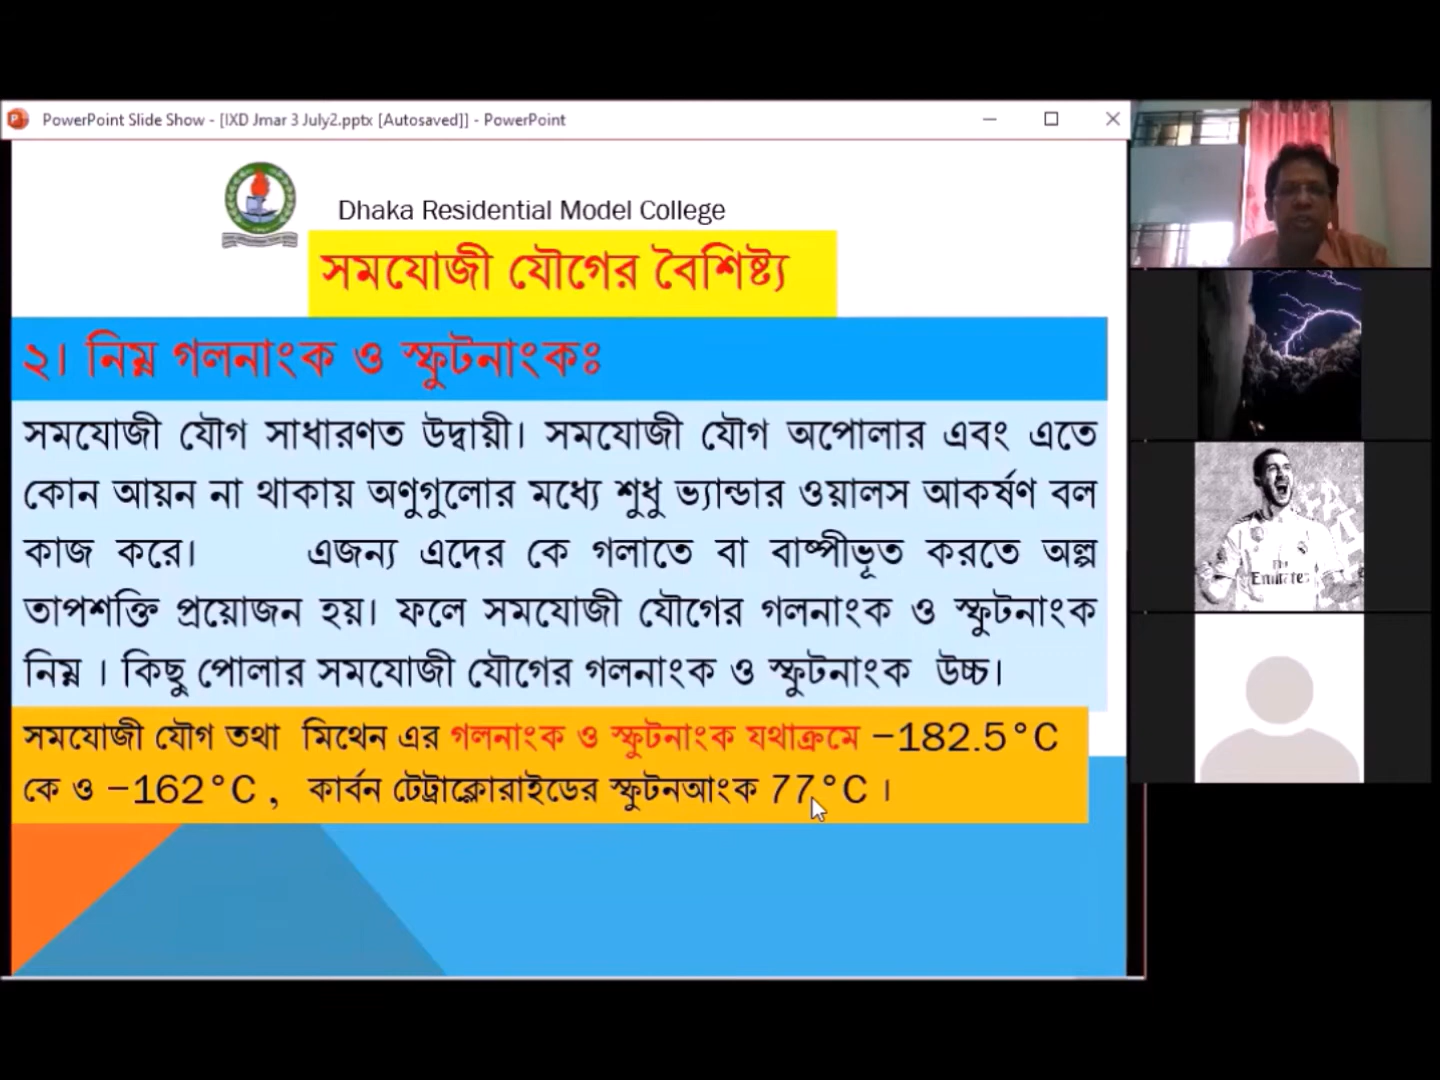 PowerPoint Slide Show - [IXD Jmar 3 July2.pptx [Autosaved]] - PowerPoint
Dhaka Residential Model College
সমযোজী যৌগের বৈশিষ্ট্য
২। নিম্ন গলনাংক ও স্ফুটনাংকঃ
সমযোজী যৌগ সাধারণত উদ্বায়ী। সমযোজী যৌগ অপোলার এবং এতে
কোন আয়ন না থাকায় অণুগুলোর মধ্যে শুধু ভ্যান্ডার ওয়ালস আকর্ষণ বল
কাজ করে। এজন্য এদের কে গলাতে বা বাষ্পীভূত করতে অল্প
তাপশক্তি প্রয়োজন হয়। ফলে সমযোজী যৌগের গলনাংক ও স্ফুটনাংক
নিম্ন । কিছু পোলার সমযোজী যৌগের গলনাংক ও স্ফুটনাংক উচ্চ।
সমযোজী যৌগ তথা মিথেন এর গলনাংক ও স্ফুটনাংক যথাক্রমে −182.5°C
কে ও −162°C , কার্বন টেট্রাক্লোরাইডের স্ফুটনআংক 77°C ।
Fly
Emirates